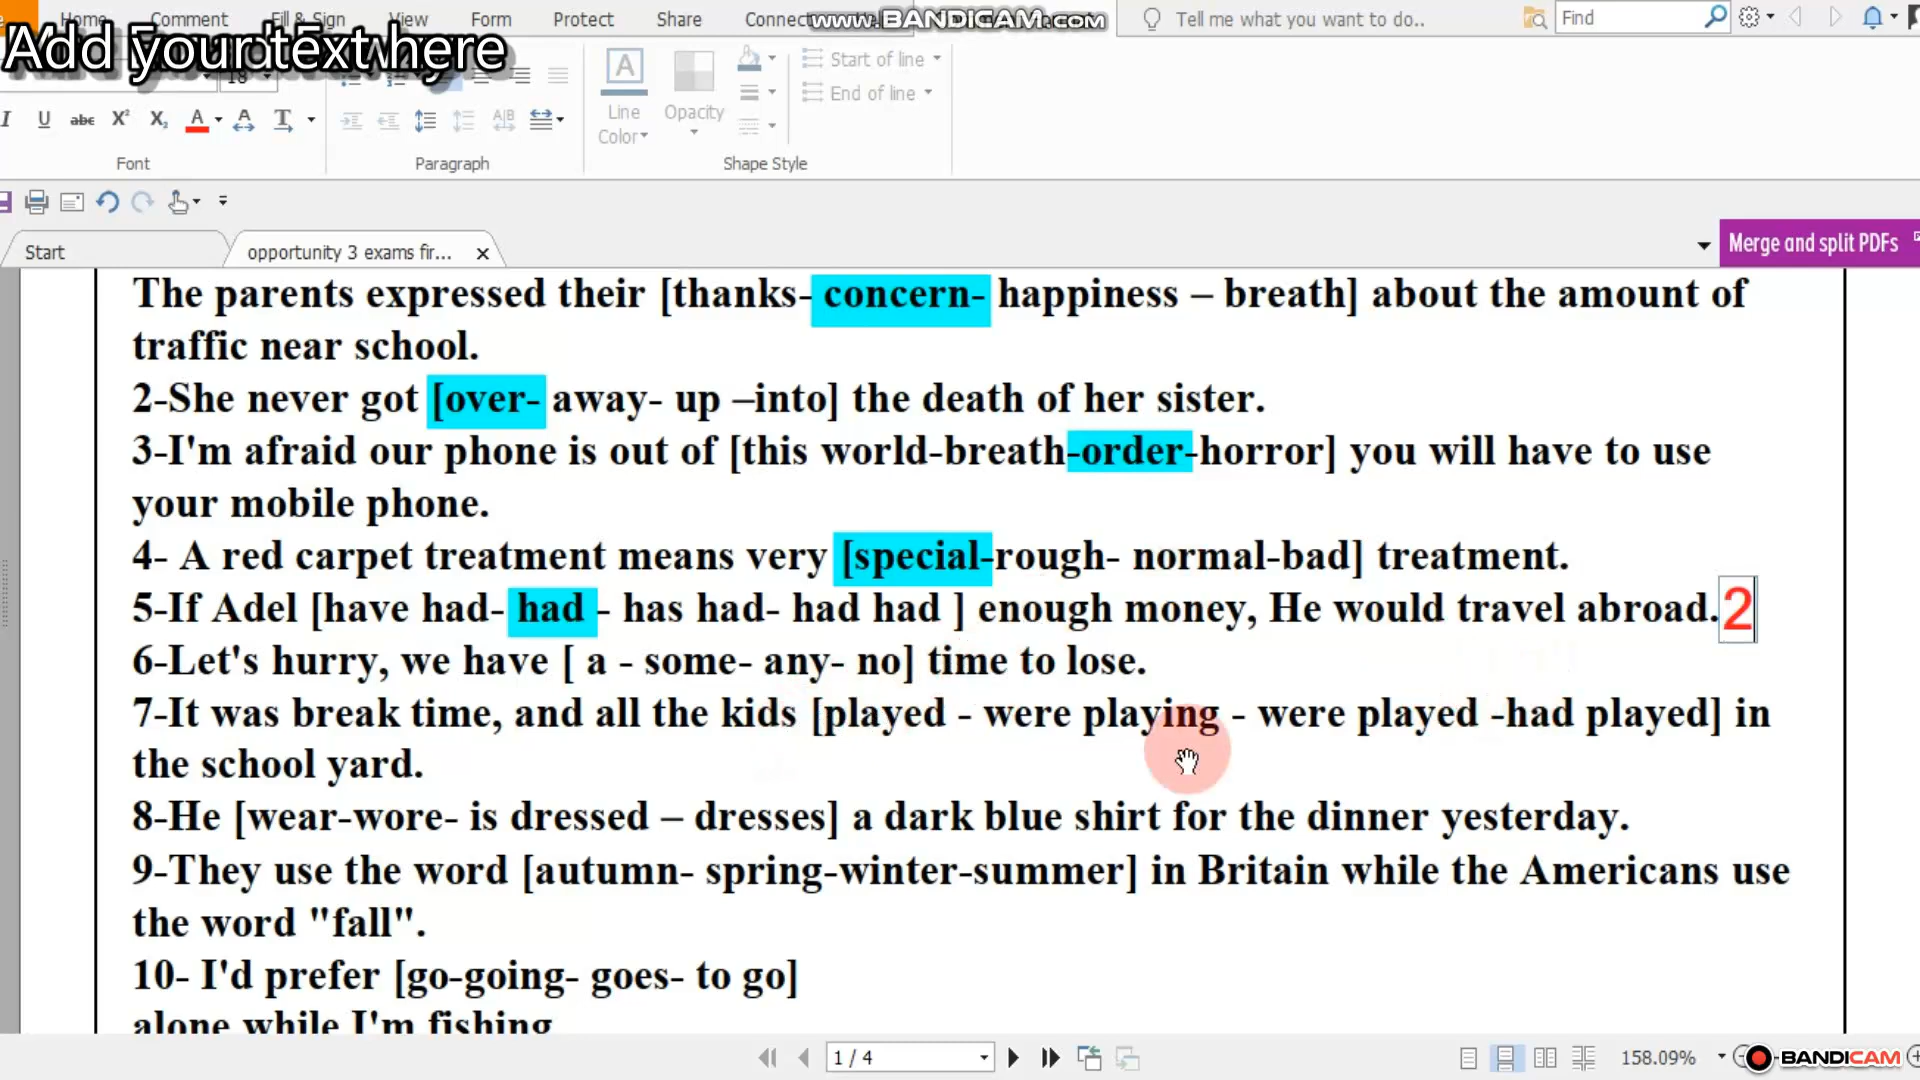 Home Comment Fill & Sign View Form Protect Share Connect www.BANDICAM.com Tell me what you want to do.. Find
Add your text here
18
I U abc X² X₂ A A T A|B
Line Color Opacity
Start of line
End of line
Font Paragraph Shape Style
Start opportunity 3 exams fir... Merge and split PDFs
The parents expressed their [thanks- concern- happiness – breath] about the amount of
traffic near school.
2-She never got [over- away- up –into] the death of her sister.
3-I'm afraid our phone is out of [this world-breath-order-horror] you will have to use
your mobile phone.
4- A red carpet treatment means very [special-rough- normal-bad] treatment.
5-If Adel [have had- had - has had- had had ] enough money, He would travel abroad. 2
6-Let's hurry, we have [ a - some- any- no] time to lose.
7-It was break time, and all the kids [played - were playing - were played -had played] in
the school yard.
8-He [wear-wore- is dressed – dresses] a dark blue shirt for the dinner yesterday.
9-They use the word [autumn- spring-winter-summer] in Britain while the Americans use
the word "fall".
10- I'd prefer [go-going- goes- to go]
alone while I'm fishing
1 / 4 158.09% BANDICAM